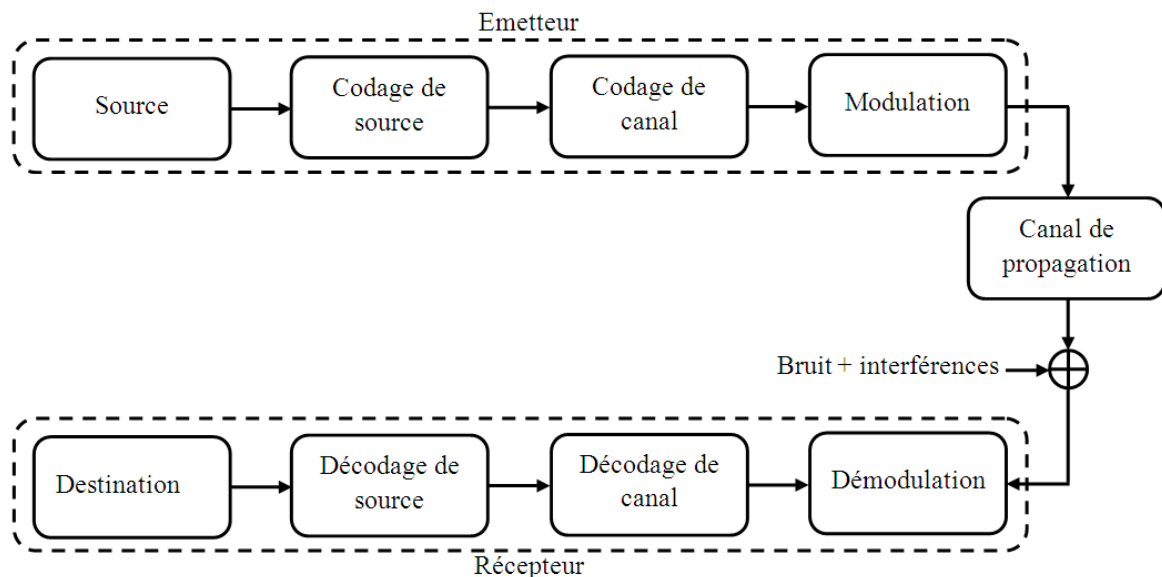 Emetteur
Source
Codage de
source
Codage de
canal
Modulation
Canal de
propagation
Bruit + interférences
Destination
Décodage de
source
Décodage de
canal
Démodulation
Récepteur